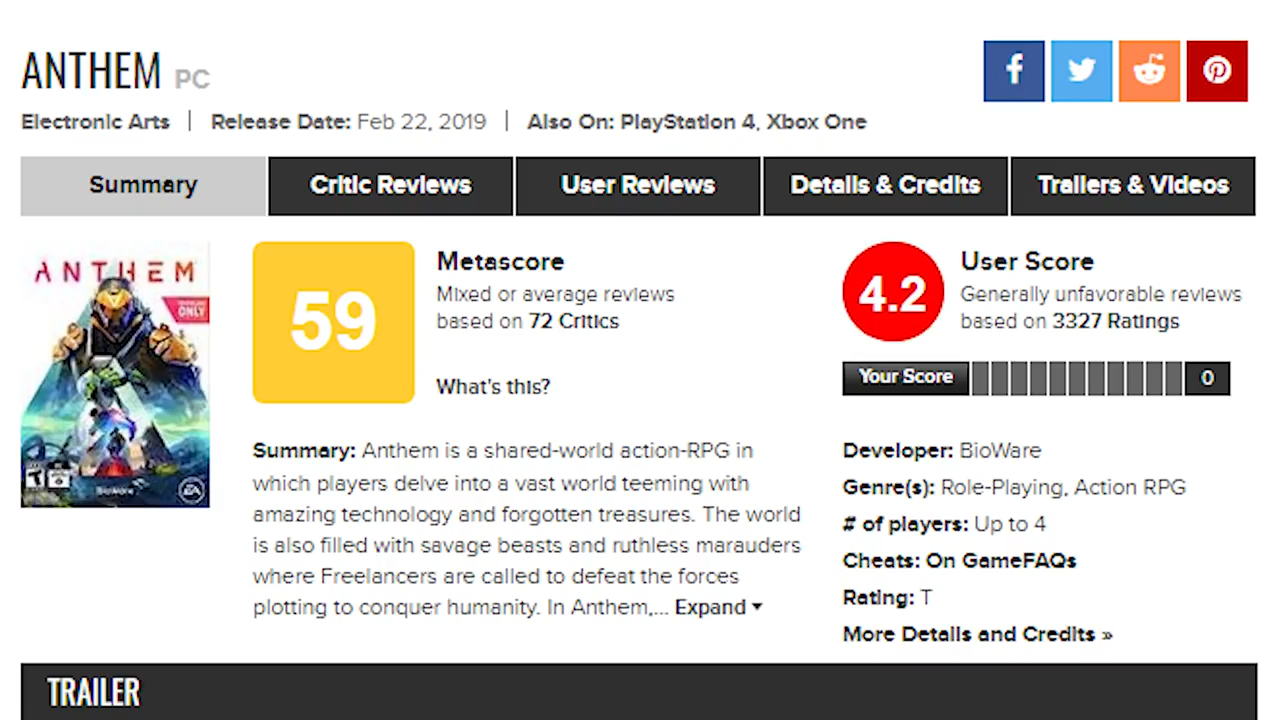 ANTHEM PC
Electronic Arts | Release Date: Feb 22, 2019 | Also On: PlayStation 4, Xbox One
Summary
Critic Reviews
User Reviews
Details & Credits
Trailers & Videos
ANTHEM
ONLY
BioWare
EA
59
Metascore
Mixed or average reviews
based on 72 Critics
What's this?
4.2
User Score
Generally unfavorable reviews
based on 3327 Ratings
Your Score
0
Summary: Anthem is a shared-world action-RPG in
which players delve into a vast world teeming with
amazing technology and forgotten treasures. The world
is also filled with savage beasts and ruthless marauders
where Freelancers are called to defeat the forces
plotting to conquer humanity. In Anthem,... Expand
Developer: BioWare
Genre(s): Role-Playing, Action RPG
# of players: Up to 4
Cheats: On GameFAQs
Rating: T
More Details and Credits »
TRAILER